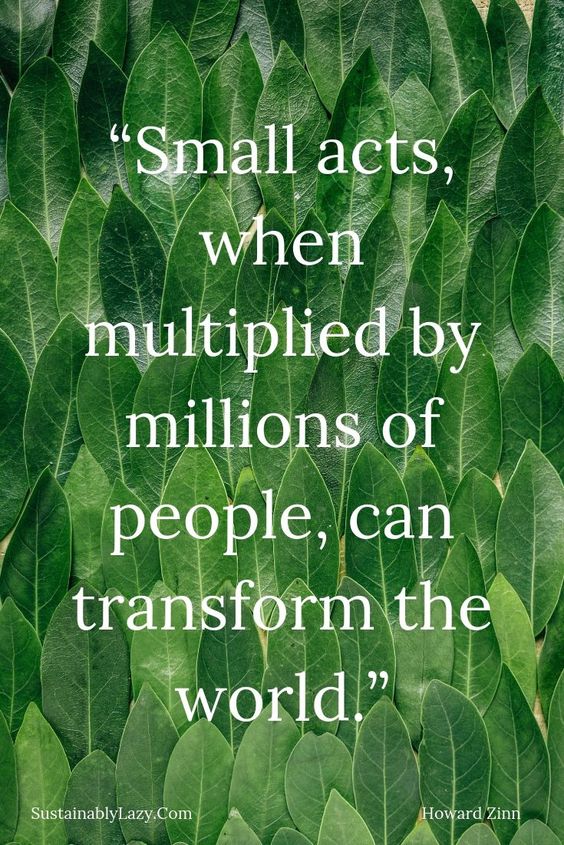 “Small acts,
when
multiplied by
millions of
people, can
transform the
world.”
SustainablyLazy.Com
Howard Zinn